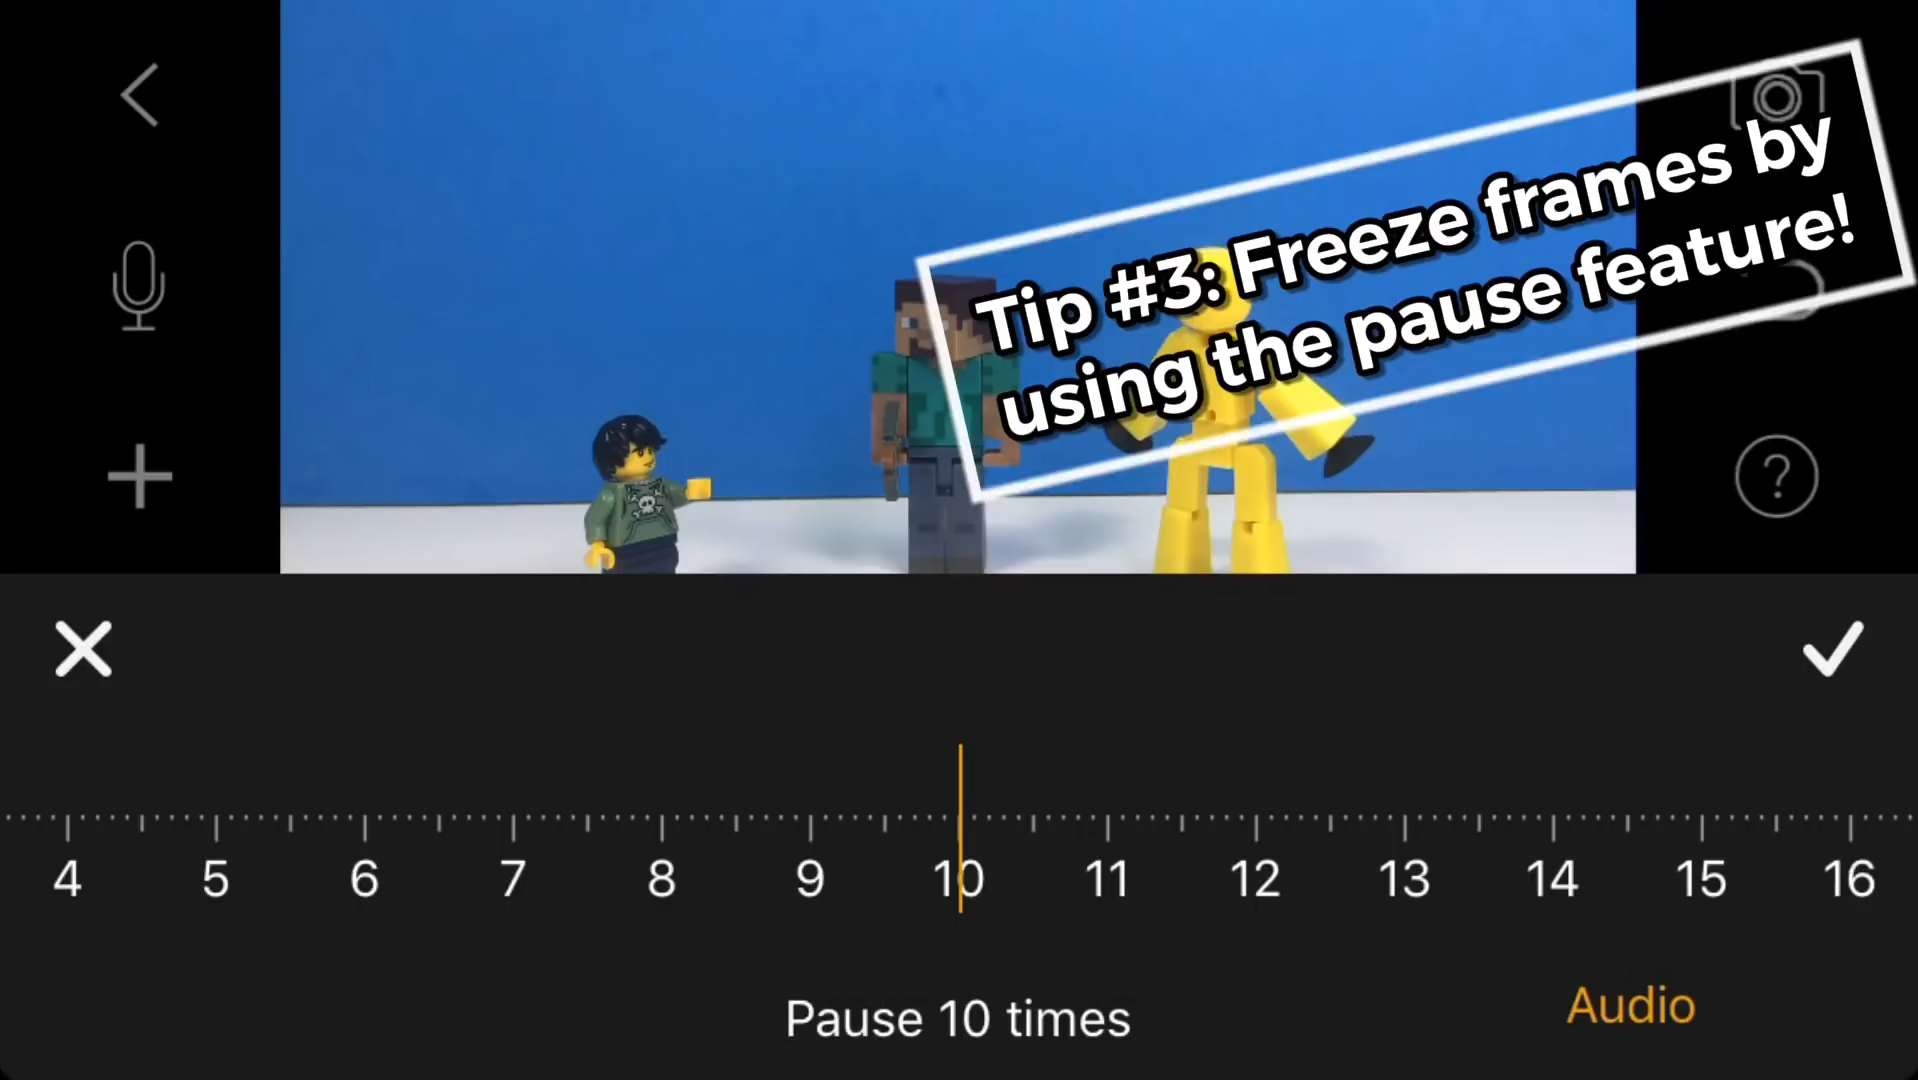 Tip #3: Freeze frames by
using the pause feature!
?
4 5 6 7 8 9 10 11 12 13 14 15 16
Pause 10 times
Audio